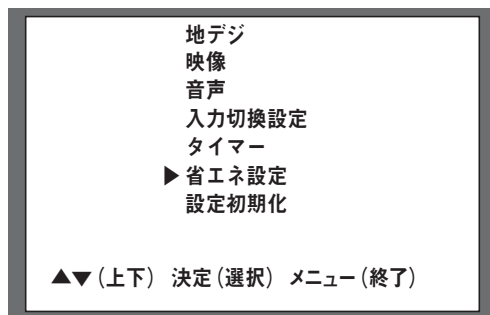 地デジ
映像
音声
入力切換設定
タイマー
▶省エネ設定
設定初期化
▲▼(上下) 決定(選択) メニュー(終了)